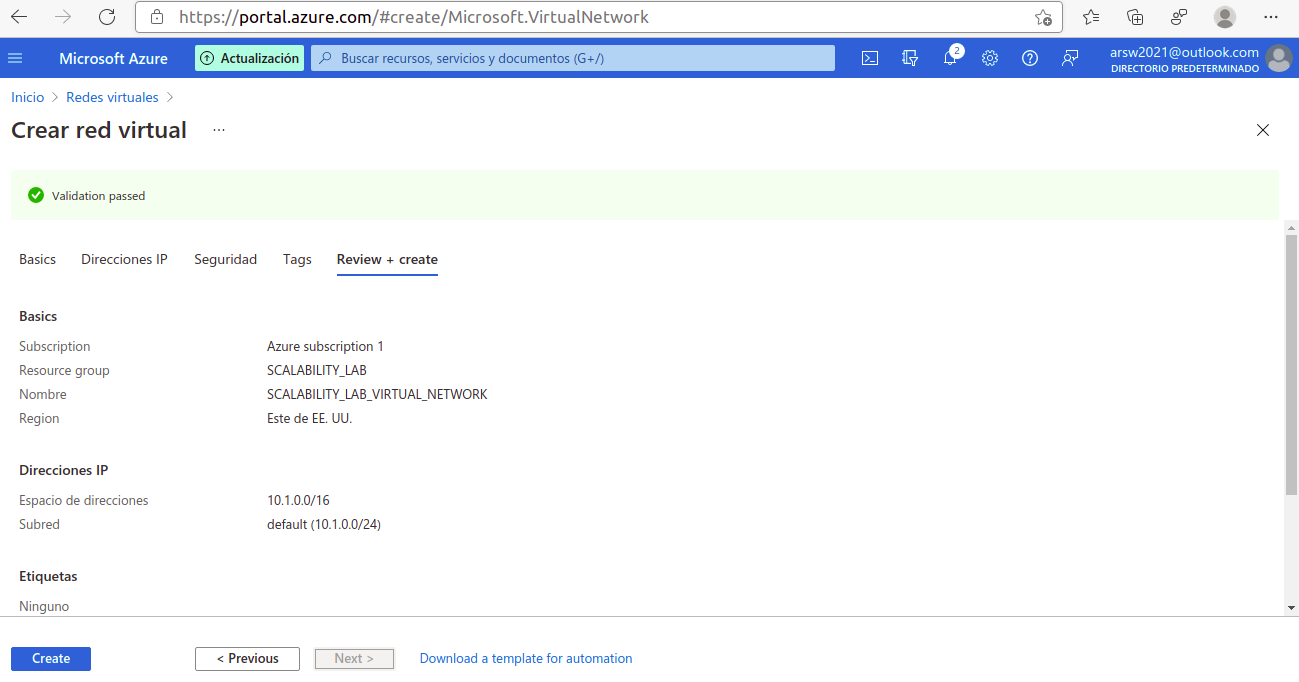 https://portal.azure.com/#create/Microsoft.VirtualNetwork
Microsoft Azure
Actualización
Buscar recursos, servicios y documentos (G+/)
2
arsw2021@outlook.com
DIRECTORIO PREDETERMINADO
Inicio > Redes virtuales >
Crear red virtual ...
Validation passed
Basics Direcciones IP Seguridad Tags Review + create
Basics
Subscription Azure subscription 1
Resource group SCALABILITY_LAB
Nombre SCALABILITY_LAB_VIRTUAL_NETWORK
Region Este de EE. UU.
Direcciones IP
Espacio de direcciones 10.1.0.0/16
Subred default (10.1.0.0/24)
Etiquetas
Ninguno
Create < Previous Next > Download a template for automation